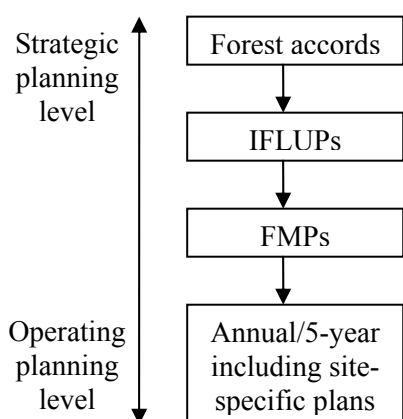 Strategic
planning
level
Forest accords
IFLUPs
FMPs
Operating
planning
level
Annual/5-year
including site-
specific plans